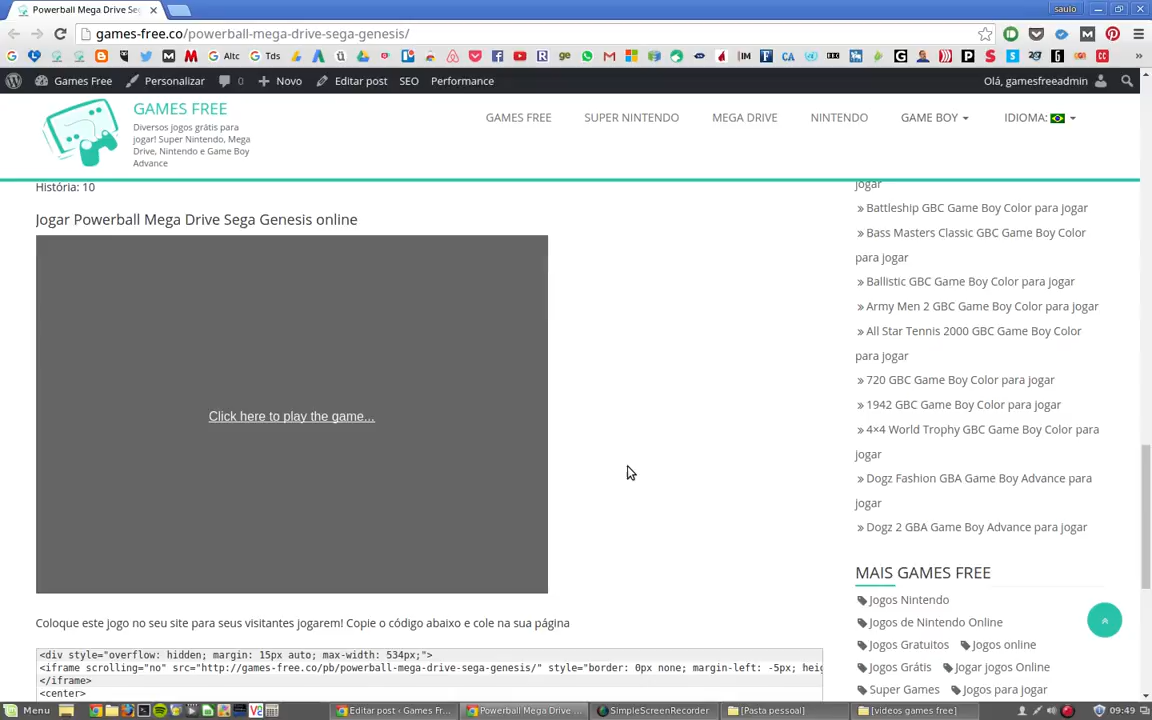 Powerball Mega Drive Se
saulo
games-free.co/powerball-mega-drive-sega-genesis/
Altc
Tds
Games Free
Personalizar
0
Novo
Editar post
SEO
Performance
Olá, gamesfreeadmin
GAMES FREE
Diversos jogos grátis para
jogar! Super Nintendo, Mega
Drive, Nintendo e Game Boy
Advance
GAMES FREE
SUPER NINTENDO
MEGA DRIVE
NINTENDO
GAME BOY
IDIOMA:
História: 10
Jogar Powerball Mega Drive Sega Genesis online
Click here to play the game...
Coloque este jogo no seu site para seus visitantes jogarem! Copie o código abaixo e cole na sua página
<div style="overflow: hidden; margin: 15px auto; max-width: 534px;">
<iframe scrolling="no" src="http://games-free.co/pb/powerball-mega-drive-sega-genesis/" style="border: 0px none; margin-left: -5px; heig
</iframe>
<center>
jogar
» Battleship GBC Game Boy Color para jogar
» Bass Masters Classic GBC Game Boy Color
para jogar
» Ballistic GBC Game Boy Color para jogar
» Army Men 2 GBC Game Boy Color para jogar
» All Star Tennis 2000 GBC Game Boy Color
para jogar
» 720 GBC Game Boy Color para jogar
» 1942 GBC Game Boy Color para jogar
» 4×4 World Trophy GBC Game Boy Color para
jogar
» Dogz Fashion GBA Game Boy Advance para
jogar
» Dogz 2 GBA Game Boy Advance para jogar
MAIS GAMES FREE
Jogos Nintendo
Jogos de Nintendo Online
Jogos Gratuitos
Jogos online
Jogos Grátis
Jogar jogos Online
Super Games
Jogos para jogar
Menu
Editar post ‹ Games Fr...
Powerball Mega Drive ...
SimpleScreenRecorder
[Pasta pessoal]
[videos games free]
09:49